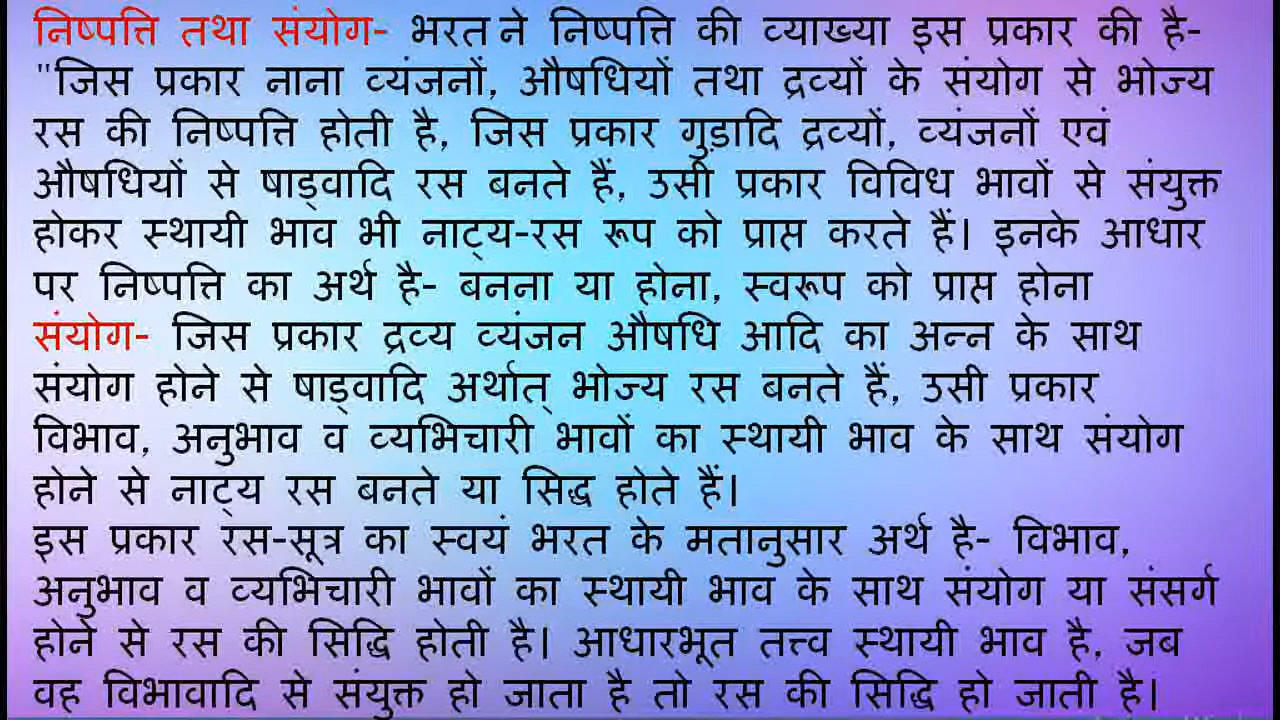 निष्पत्ति तथा संयोग- भरत ने निष्पत्ति की व्याख्या इस प्रकार की है-
"जिस प्रकार नाना व्यंजनों, औषधियों तथा द्रव्यों के संयोग से भोज्य
रस की निष्पत्ति होती है, जिस प्रकार गुड़ादि द्रव्यों, व्यंजनों एवं
औषधियों से षाड्वादि रस बनते हैं, उसी प्रकार विविध भावों से संयुक्त
होकर स्थायी भाव भी नाट्य-रस रूप को प्राप्त करते हैं। इनके आधार
पर निष्पत्ति का अर्थ है- बनना या होना, स्वरूप को प्राप्त होना
संयोग- जिस प्रकार द्रव्य व्यंजन औषधि आदि का अन्न के साथ
संयोग होने से षाड्वादि अर्थात् भोज्य रस बनते हैं, उसी प्रकार
विभाव, अनुभाव व व्यभिचारी भावों का स्थायी भाव के साथ संयोग
होने से नाट्य रस बनते या सिद्ध होते हैं।
इस प्रकार रस-सूत्र का स्वयं भरत के मतानुसार अर्थ है- विभाव,
अनुभाव व व्यभिचारी भावों का स्थायी भाव के साथ संयोग या संसर्ग
होने से रस की सिद्धि होती है। आधारभूत तत्त्व स्थायी भाव है, जब
वह विभावादि से संयुक्त हो जाता है तो रस की सिद्धि हो जाती है।